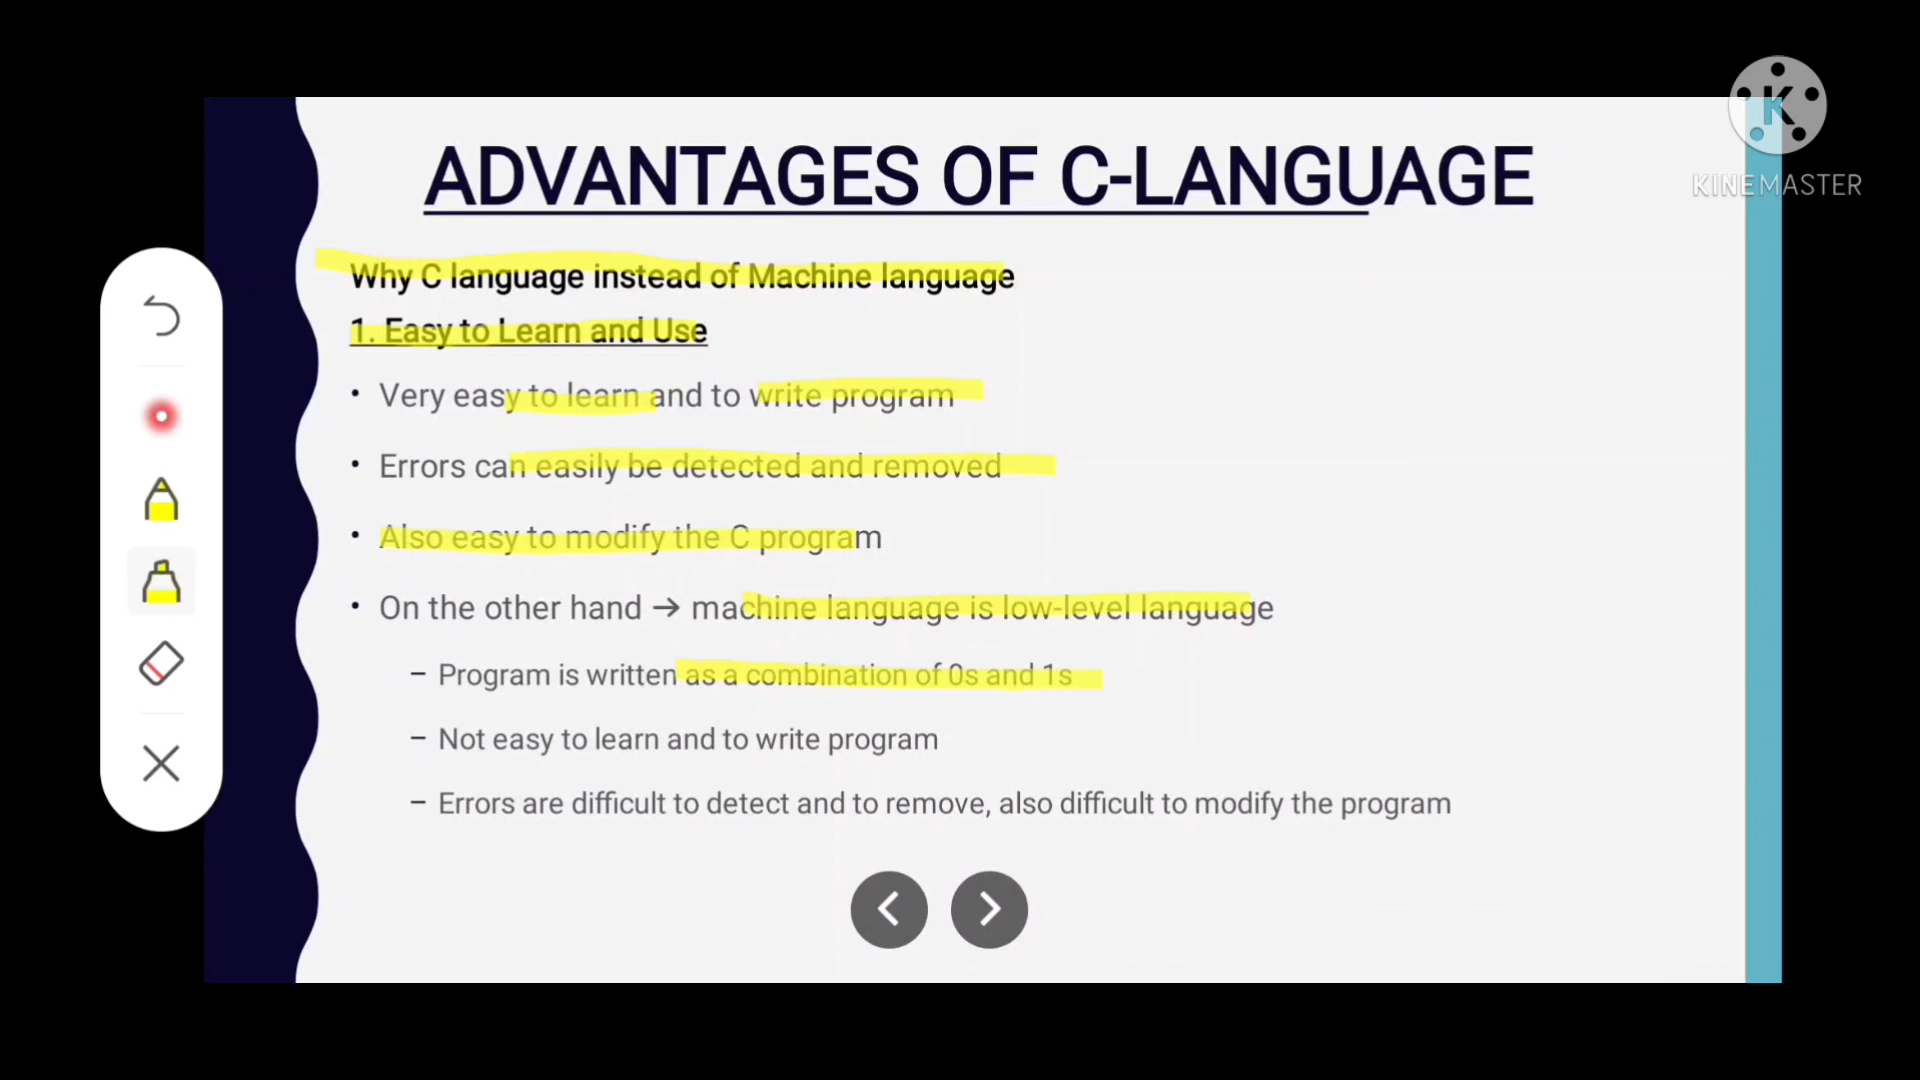 ADVANTAGES OF C-LANGUAGE
K
KINEMASTER
Why C language instead of Machine language
1. Easy to Learn and Use
• Very easy to learn and to write program
• Errors can easily be detected and removed
• Also easy to modify the C program
• On the other hand → machine language is low-level language
– Program is written as a combination of 0s and 1s
– Not easy to learn and to write program
– Errors are difficult to detect and to remove, also difficult to modify the program